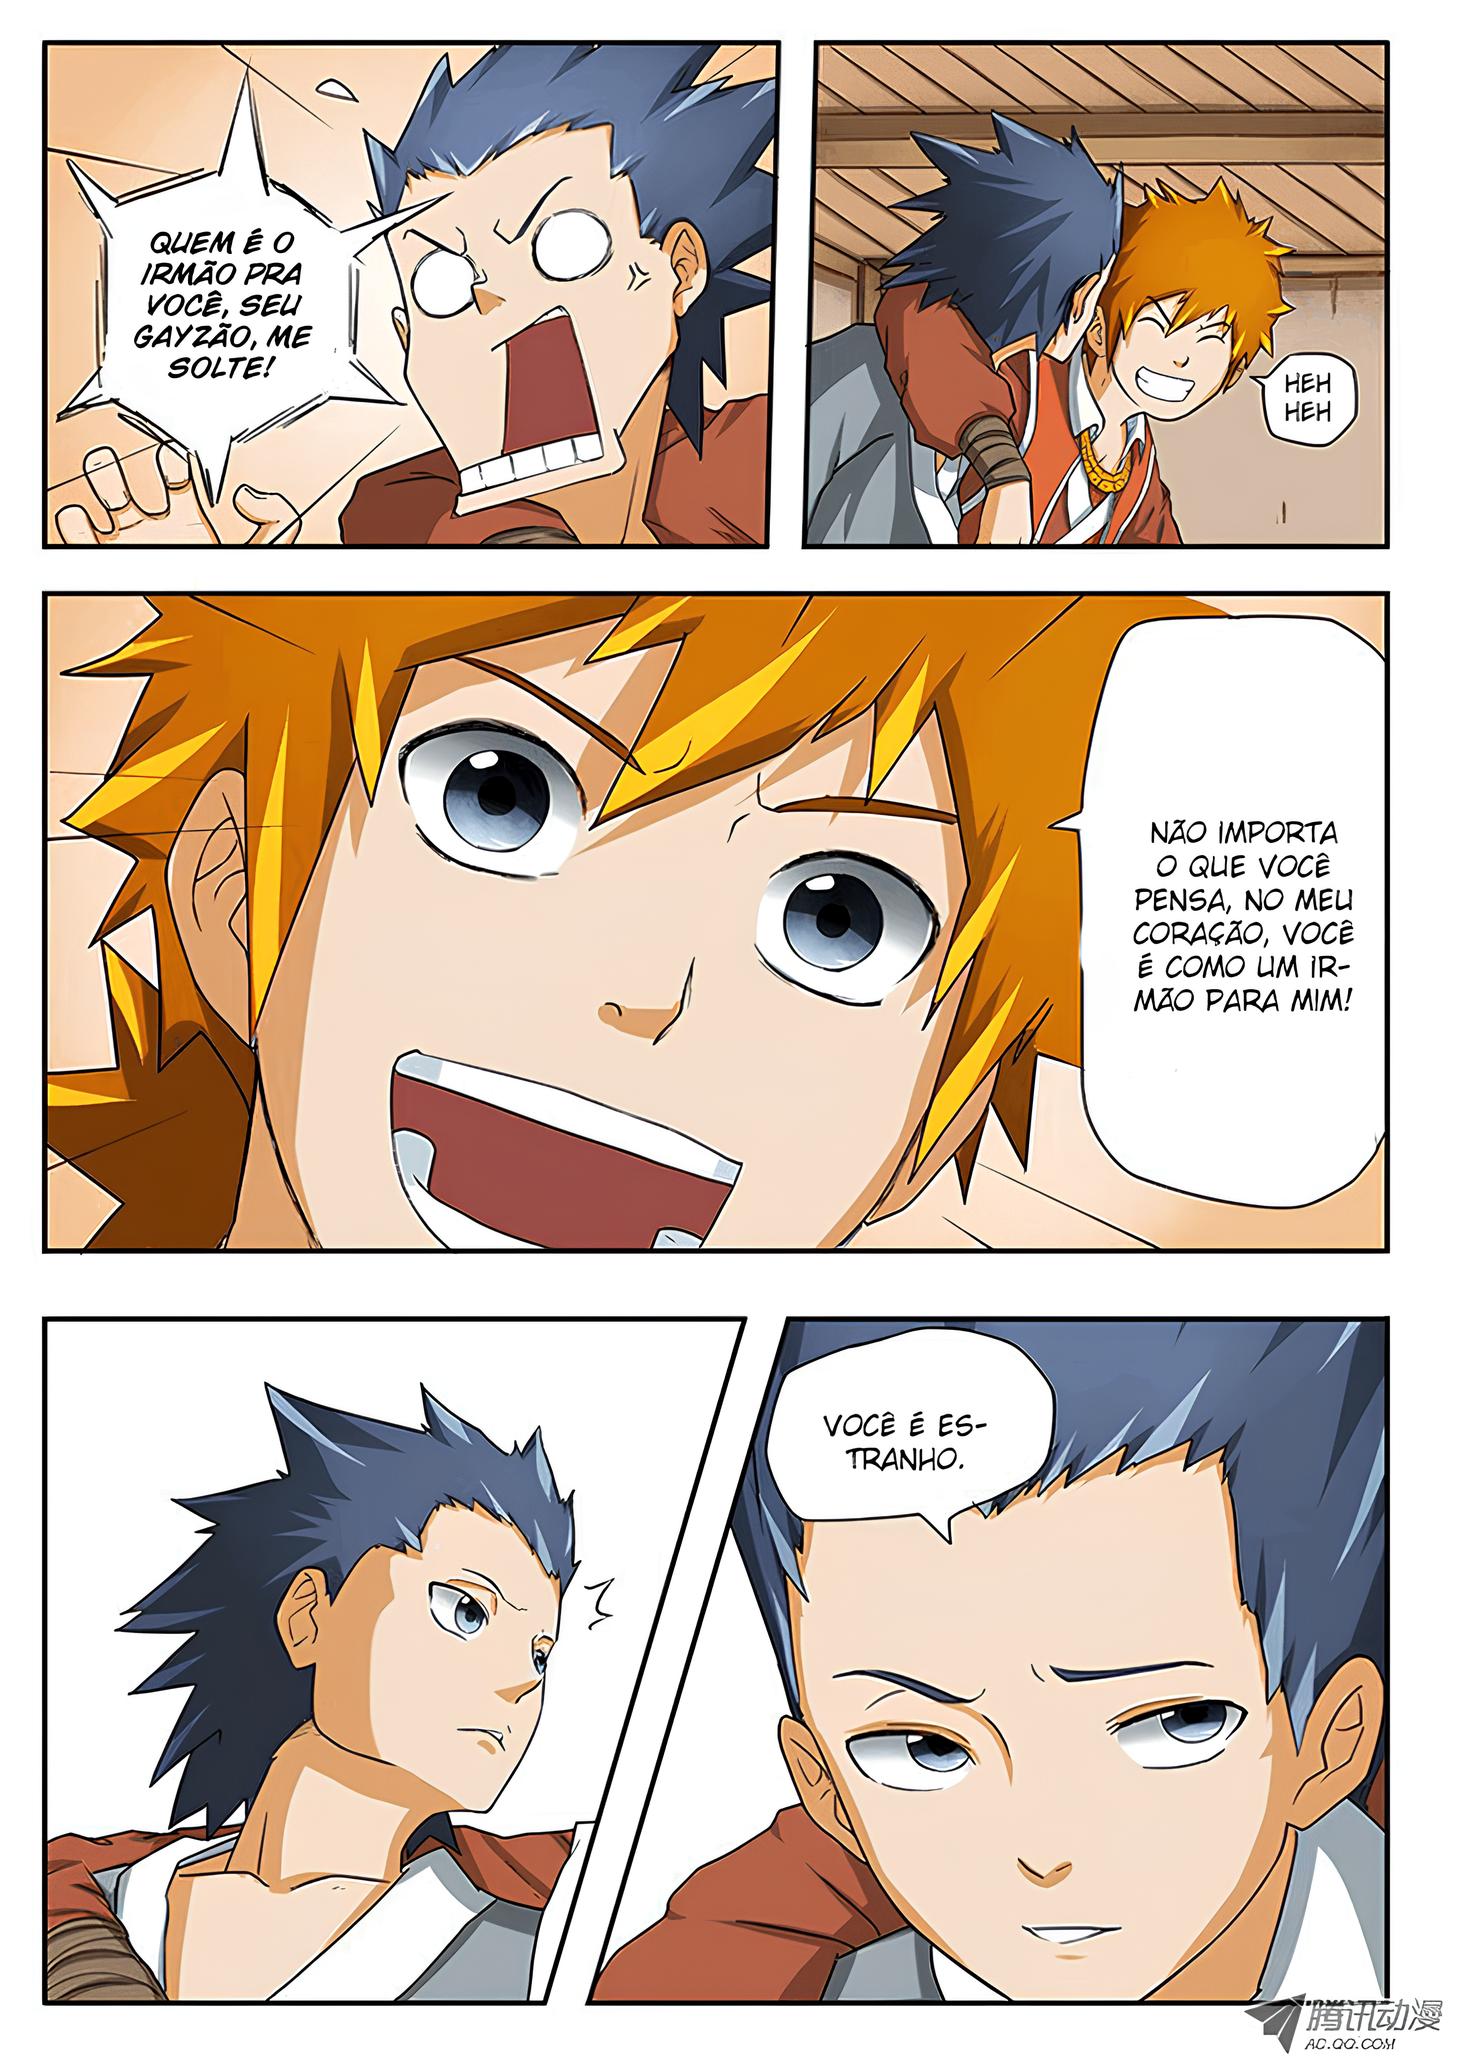 QUEM É O
IRMÃO PRA
VOCÊ, SEU
GAYZÃO, ME
SOLTE!
HEH
HEH
NÃO IMPORTA
O QUE VOCÊ
PENSA, NO MEU
CORAÇÃO, VOCÊ
É COMO UM IR-
MÃO PARA MIM!
VOCÊ É ES-
TRANHO.
腾讯动漫
AC.QQ.COM